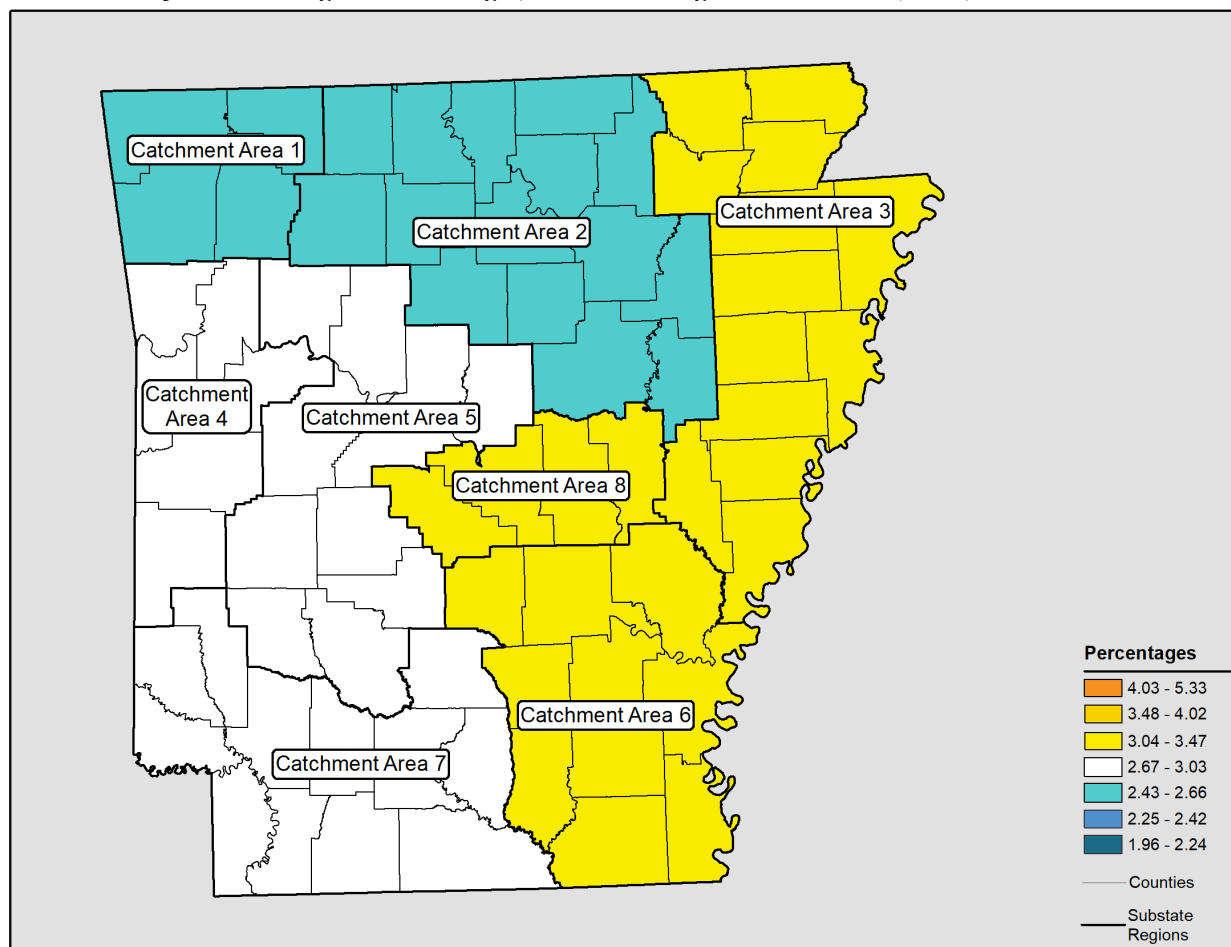 Catchment Area 1
Catchment Area 2
Catchment Area 3
Catchment
Area 4
Catchment Area 5
Catchment Area 8
Catchment Area 6
Catchment Area 7
Percentages
4.03 - 5.33
3.48 - 4.02
3.04 - 3.47
2.67 - 3.03
2.43 - 2.66
2.25 - 2.42
1.96 - 2.24
Counties
Substate
Regions